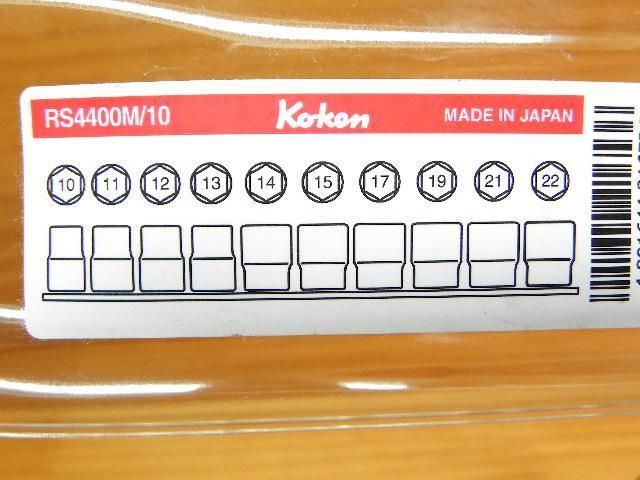 RS4400M/10 Koken MADE IN JAPAN
10 11 12 13 14 15 17 19 21 22